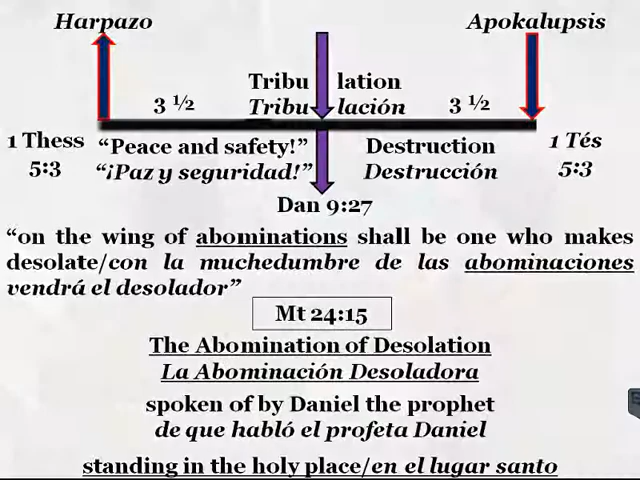 Harpazo Apokalupsis
Tribu lation
3 ½ Tribu lación 3 ½
1 Thess "Peace and safety!" Destruction 1 Tés
5:3 "¡Paz y seguridad!" Destrucción 5:3
Dan 9:27
"on the wing of abominations shall be one who makes
desolate/con la muchedumbre de las abominaciones
vendrá el desolador"
Mt 24:15
The Abomination of Desolation
La Abominación Desoladora
spoken of by Daniel the prophet
de que habló el profeta Daniel
standing in the holy place/en el lugar santo